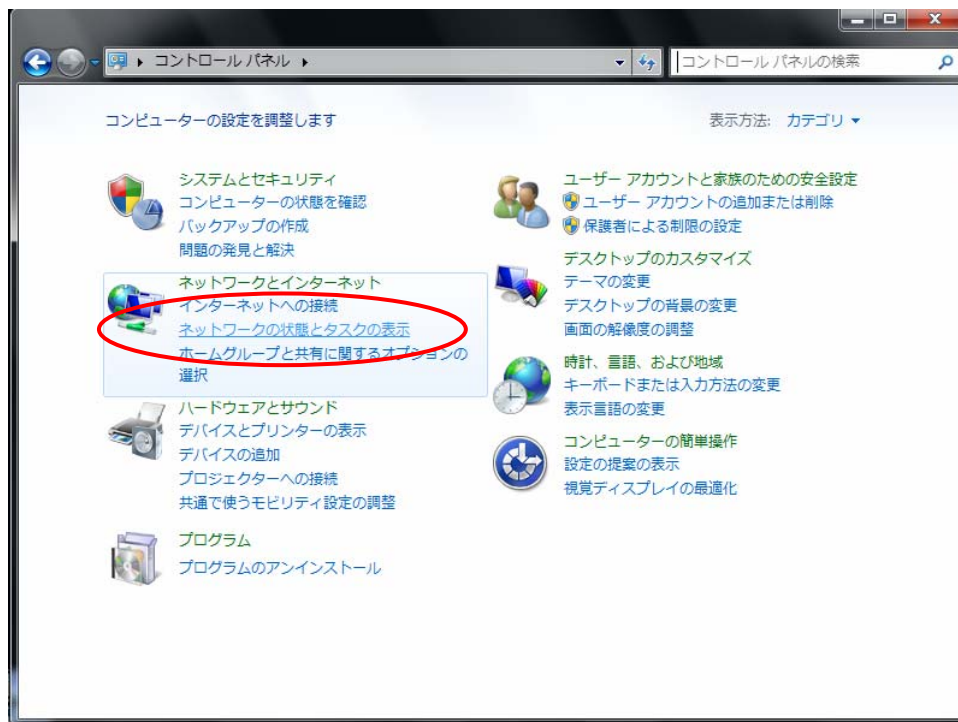 コントロール パネル
コントロール パネルの検索
コンピューターの設定を調整します
表示方法: カテゴリ
システムとセキュリティ
コンピューターの状態を確認
バックアップの作成
問題の発見と解決
ネットワークとインターネット
インターネットへの接続
ネットワークの状態とタスクの表示
ホームグループと共有に関するオプションの
選択
ハードウェアとサウンド
デバイスとプリンターの表示
デバイスの追加
プロジェクターへの接続
共通で使うモビリティ設定の調整
プログラム
プログラムのアンインストール
ユーザー アカウントと家族のための安全設定
ユーザー アカウントの追加または削除
保護者による制限の設定
デスクトップのカスタマイズ
テーマの変更
デスクトップの背景の変更
画面の解像度の調整
時計、言語、および地域
キーボードまたは入力方法の変更
表示言語の変更
コンピューターの簡単操作
設定の提案の表示
視覚ディスプレイの最適化